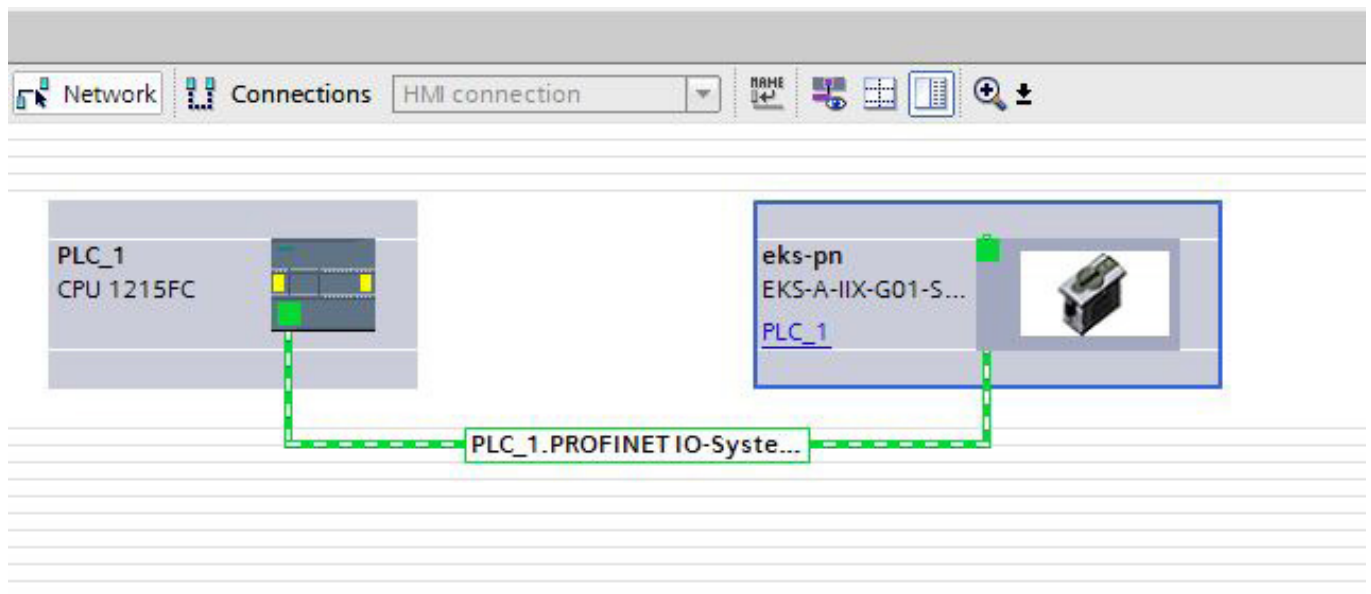 Network Connections HMI connection NAME
PLC_1
CPU 1215FC
eks-pn
EKS-A-IIX-G01-S...
PLC_1
PLC_1.PROFINET IO-Syste...